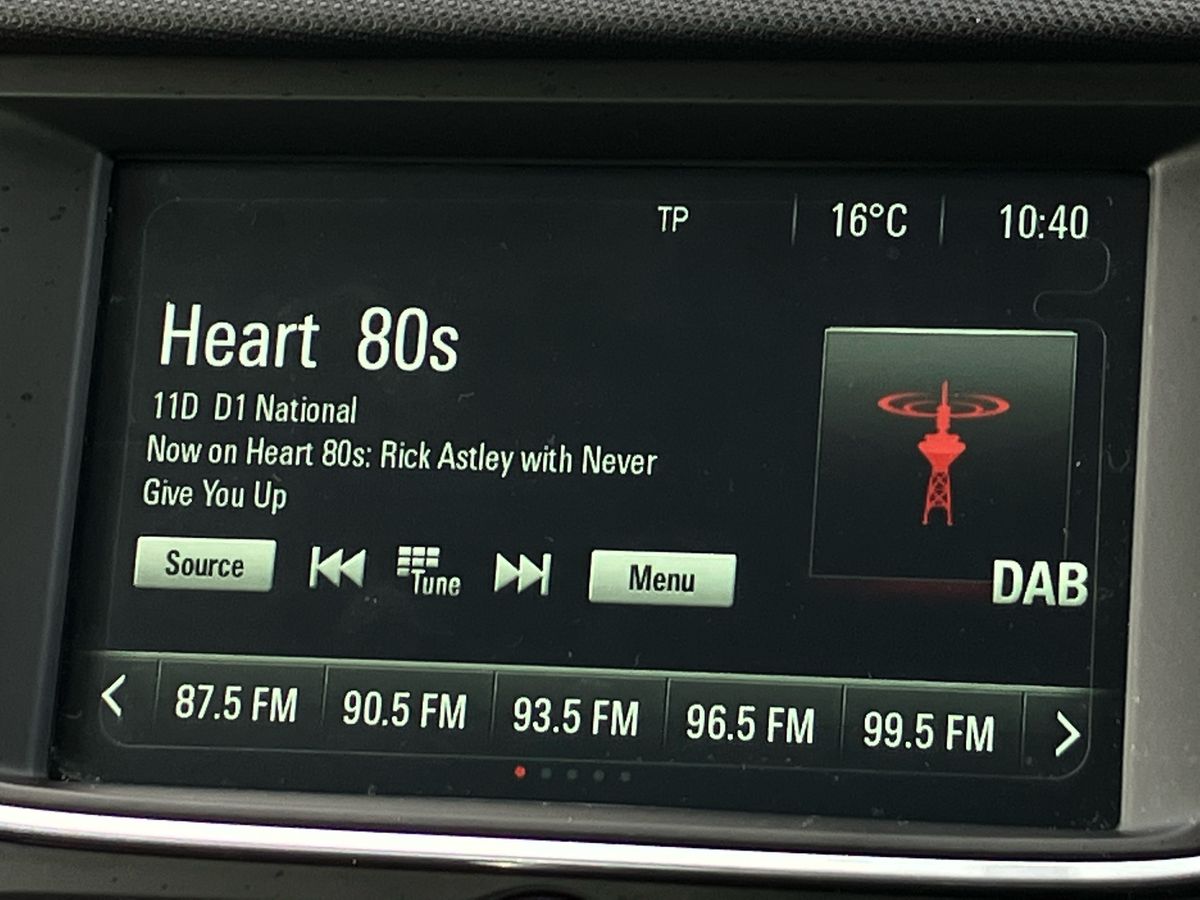 TP 16°C 10:40
Heart 80s
11D D1 National
Now on Heart 80s: Rick Astley with Never
Give You Up
Source Tune Menu
DAB
87.5 FM 90.5 FM 93.5 FM 96.5 FM 99.5 FM